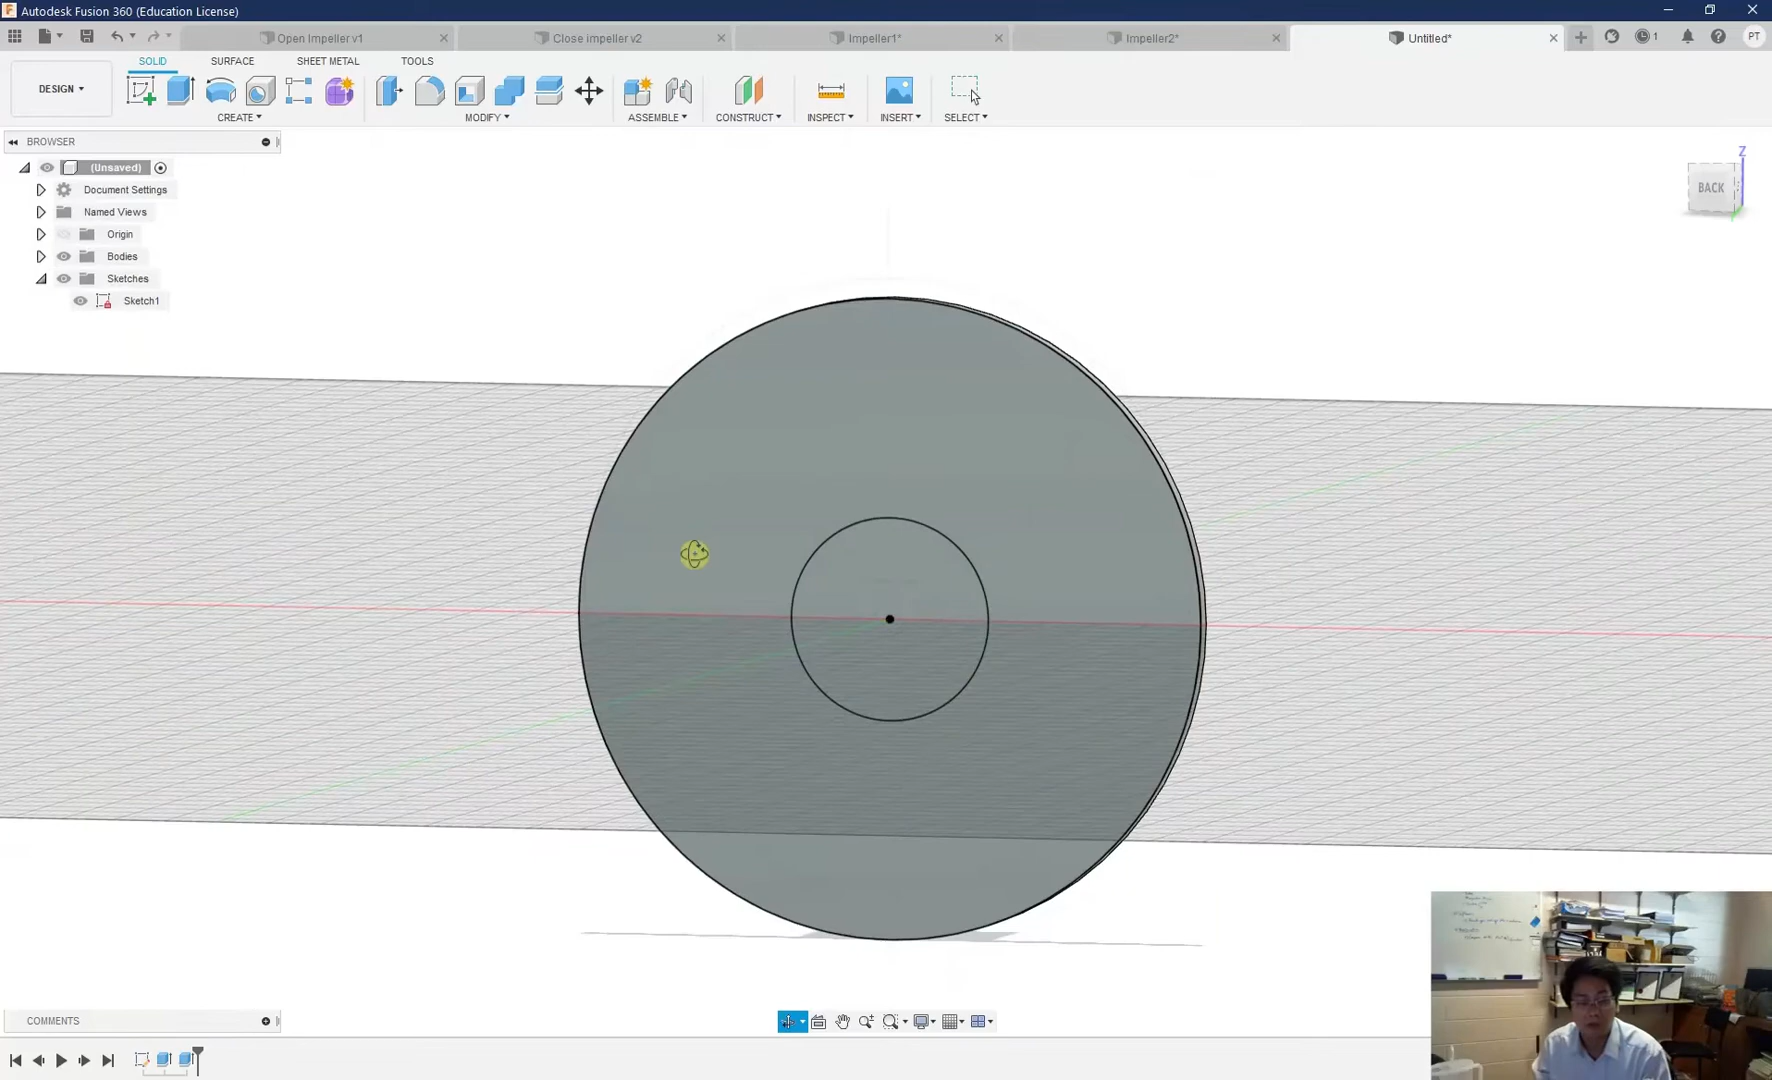 Autodesk Fusion 360 (Education License)
Open Impeller v1
Close impeller v2
Impeller1*
Impeller2*
Untitled*
1
PT
DESIGN
SOLID
SURFACE
SHEET METAL
TOOLS
CREATE
MODIFY
ASSEMBLE
CONSTRUCT
INSPECT
INSERT
SELECT
BROWSER
(Unsaved)
Document Settings
Named Views
Origin
Bodies
Sketches
Sketch1
Z
BACK
COMMENTS